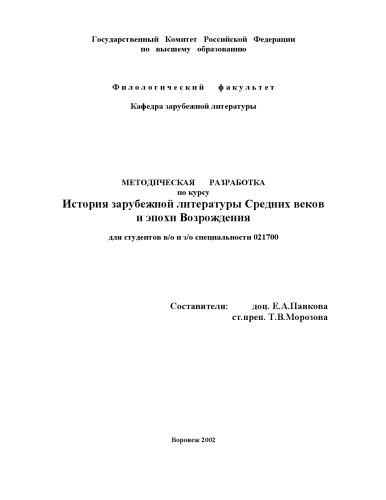 Государственный Комитет Российской Федерации
по высшему образованию
Филологический факультет
Кафедра зарубежной литературы
МЕТОДИЧЕСКАЯ РАЗРАБОТКА
по курсу
История зарубежной литературы Средних веков
и эпохи Возрождения
для студентов в/о и з/о специальности 021700
Составители: доц. Е.А.Панкова
ст.преп. Т.В.Морозова
Воронеж 2002